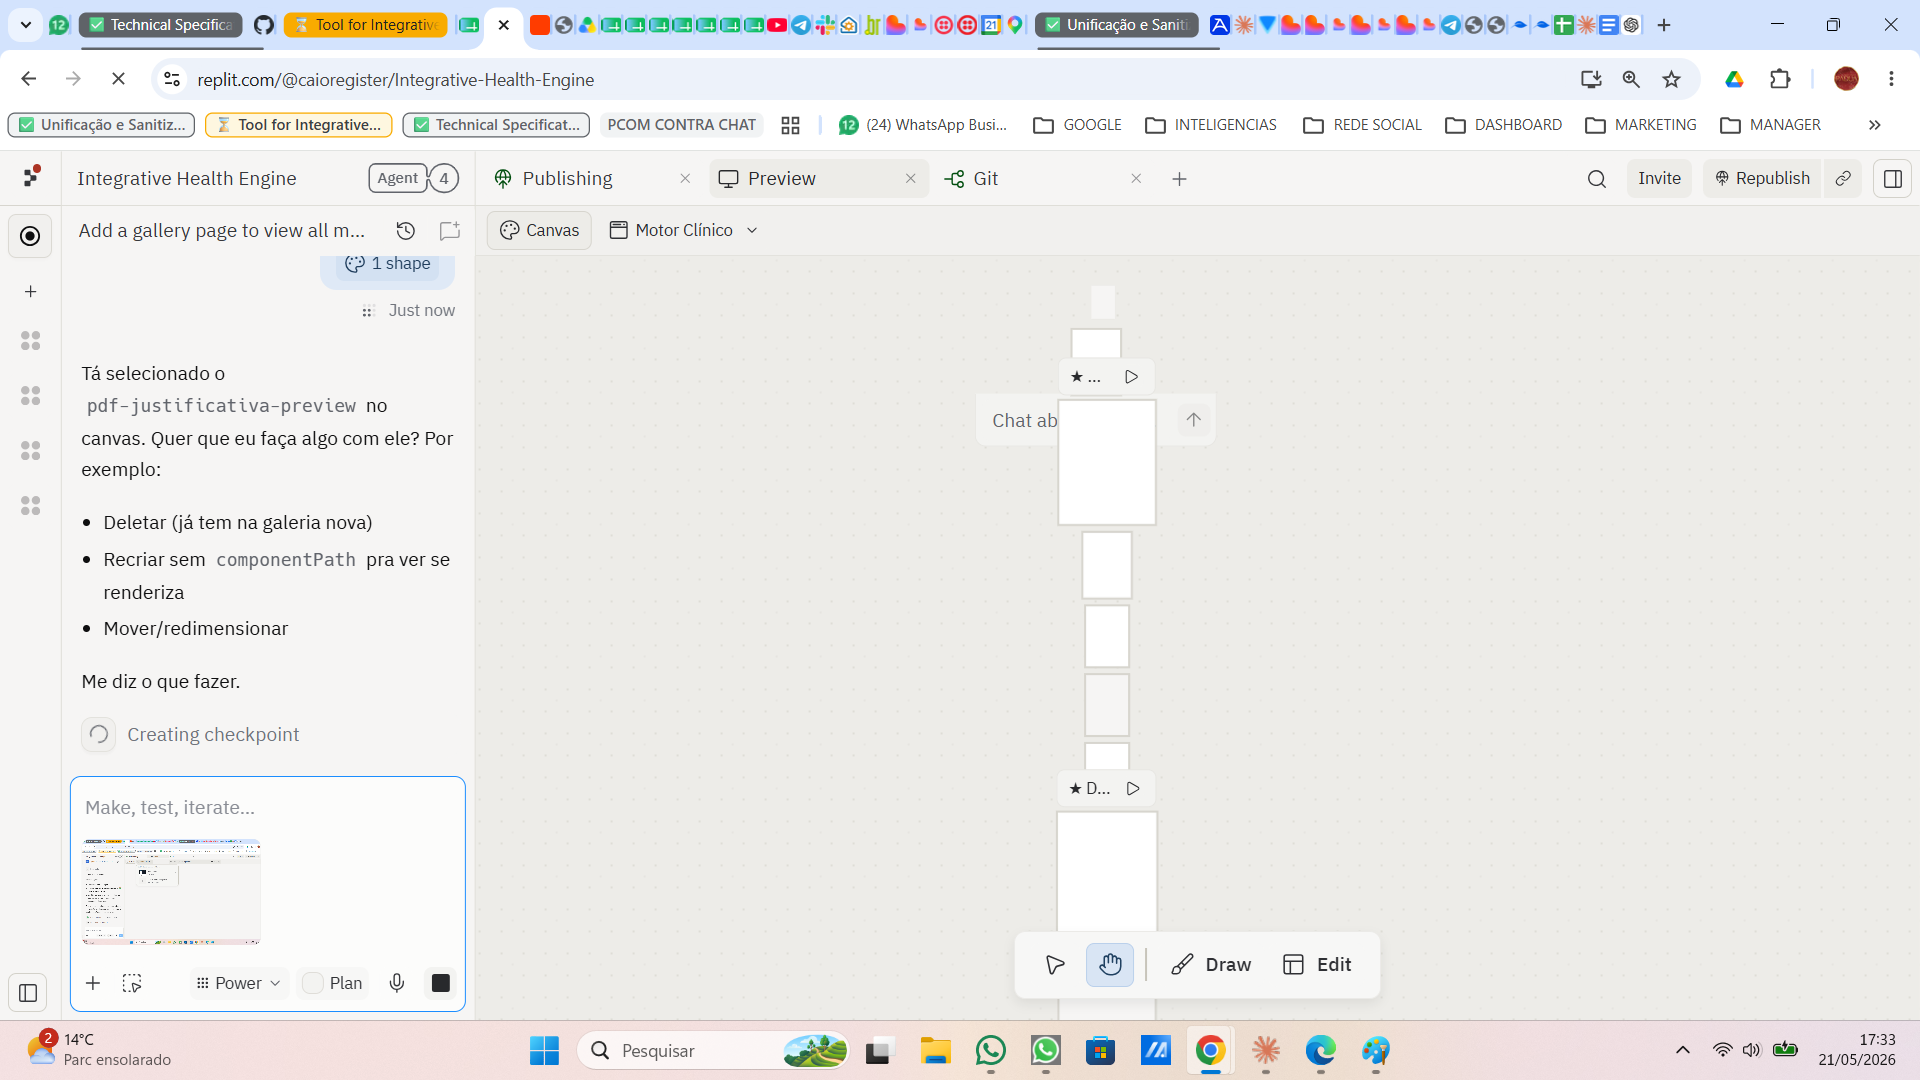 12
Technical Specifica
Tool for Integrative
21
Unificação e Saniti
replit.com/@caioregister/Integrative-Health-Engine
Unificação e Sanitiz...
Tool for Integrative...
Technical Specificat...
PCOM CONTRA CHAT
12
(24) WhatsApp Busi...
GOOGLE
INTELIGENCIAS
REDE SOCIAL
DASHBOARD
MARKETING
MANAGER
Integrative Health Engine
Agent
4
Publishing
Preview
Git
Invite
Republish
Add a gallery page to view all m...
Canvas
Motor Clínico
1 shape
Just now
Tá selecionado o
pdf-justificativa-preview no
canvas. Quer que eu faça algo com ele? Por
exemplo:
• Deletar (já tem na galeria nova)
• Recriar sem componentPath pra ver se
renderiza
• Mover/redimensionar
Me diz o que fazer.
Creating checkpoint
Make, test, iterate...
Power
Plan
★ ...
Chat ab
★ D...
Draw
Edit
2
14°C
Parc ensolarado
Pesquisar
17:33
21/05/2026